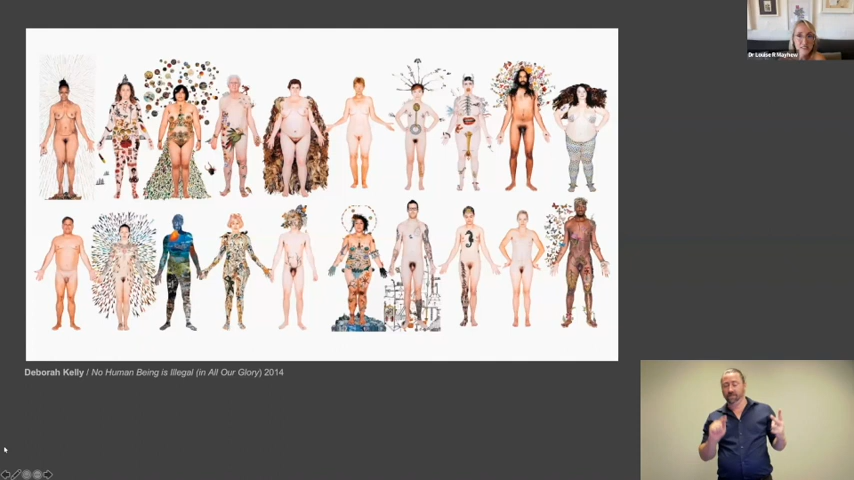 Dr Louise R Mayhew
Deborah Kelly / No Human Being is Illegal (in All Our Glory) 2014